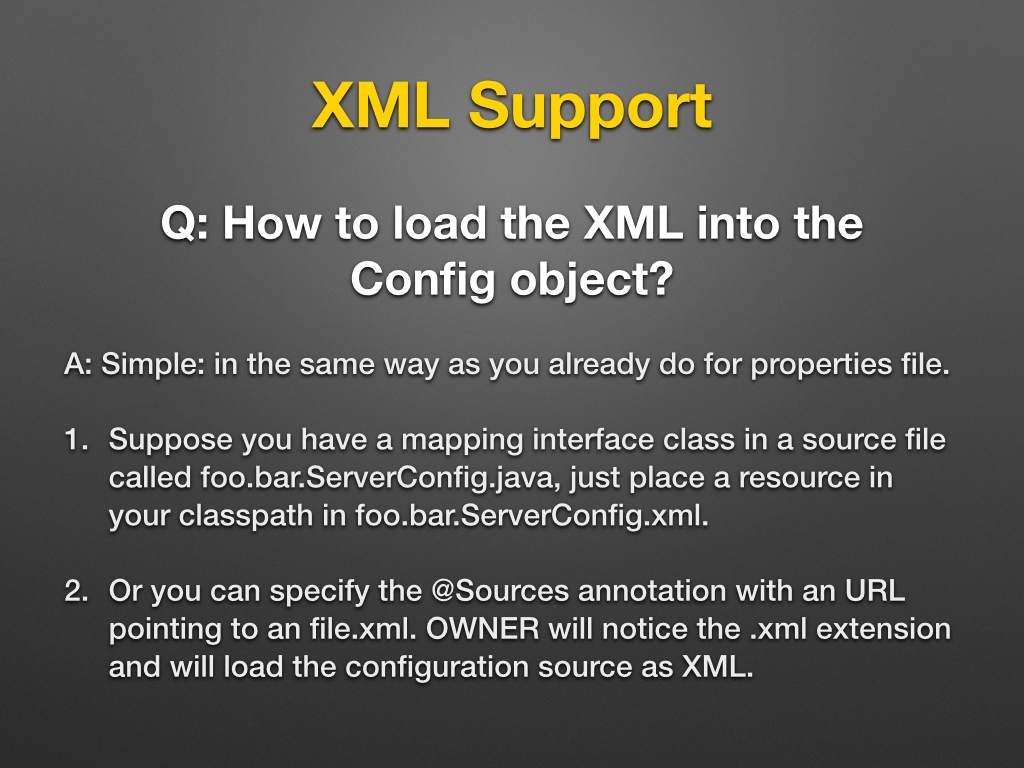 XML Support
Q: How to load the XML into the
Config object?
A: Simple: in the same way as you already do for properties file.
1. Suppose you have a mapping interface class in a source file
called foo.bar.ServerConfig.java, just place a resource in
your classpath in foo.bar.ServerConfig.xml.
2. Or you can specify the @Sources annotation with an URL
pointing to an file.xml. OWNER will notice the .xml extension
and will load the configuration source as XML.